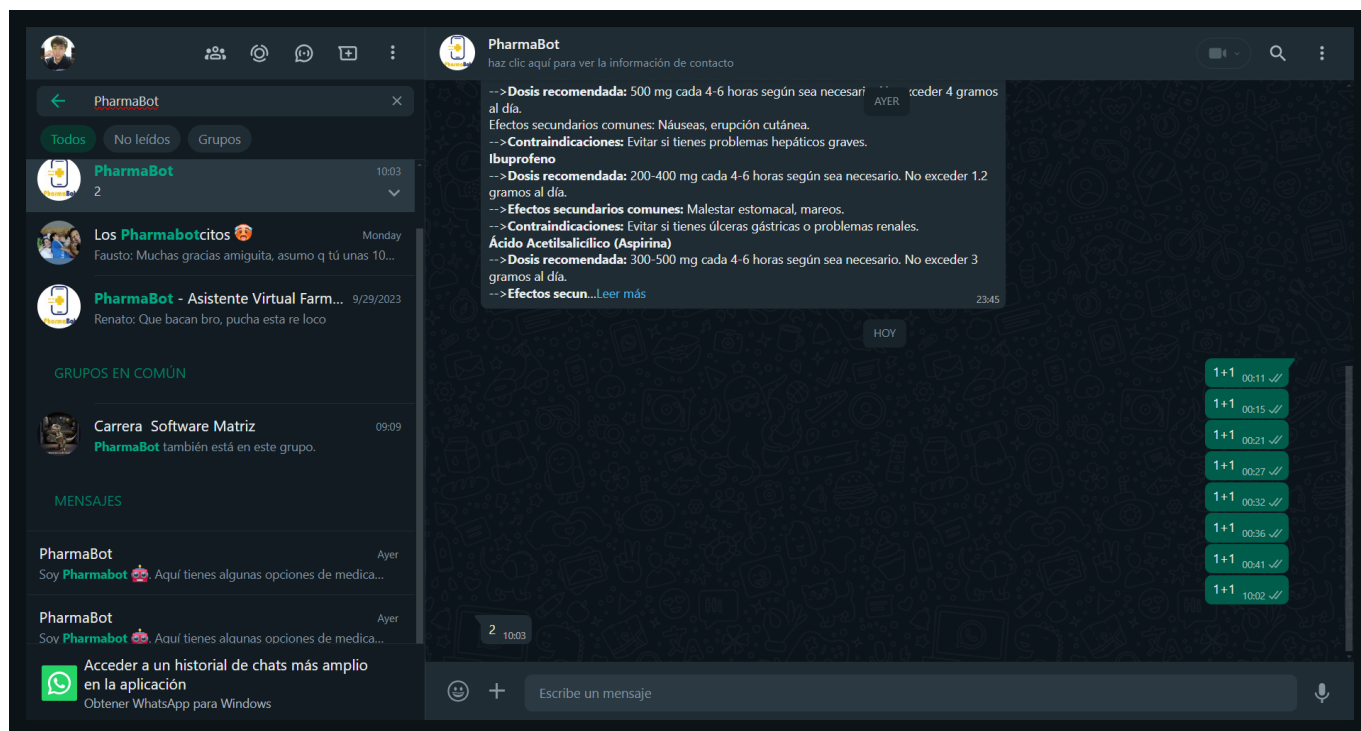 PharmaBot
Todos
No leídos
Grupos
PharmaBot
10:03
2
Los Pharmabotcitos
Monday
Fausto: Muchas gracias amiguita, asumo q tú unas 10...
PharmaBot - Asistente Virtual Farm...
9/29/2023
Renato: Que bacan bro, pucha esta re loco
GRUPOS EN COMÚN
Carrera Software Matriz
09:09
PharmaBot también está en este grupo.
MENSAJES
PharmaBot
Ayer
Soy Pharmabot 🤖. Aquí tienes algunas opciones de medica...
PharmaBot
Ayer
Soy Pharmabot 🤖. Aquí tienes algunas opciones de medica...
Acceder a un historial de chats más amplio
en la aplicación
Obtener WhatsApp para Windows
PharmaBot
haz clic aquí para ver la información de contacto
AYER
-->Dosis recomendada: 500 mg cada 4-6 horas según sea necesari xceder 4 gramos
al día.
Efectos secundarios comunes: Náuseas, erupción cutánea.
-->Contraindicaciones: Evitar si tienes problemas hepáticos graves.
Ibuprofeno
-->Dosis recomendada: 200-400 mg cada 4-6 horas según sea necesario. No exceder 1.2
gramos al día.
-->Efectos secundarios comunes: Malestar estomacal, mareos.
-->Contraindicaciones: Evitar si tienes úlceras gástricas o problemas renales.
Ácido Acetilsalicílico (Aspirina)
-->Dosis recomendada: 300-500 mg cada 4-6 horas según sea necesario. No exceder 3
gramos al día.
-->Efectos secun...Leer más
23:45
HOY
1+1 00:11
1+1 00:15
1+1 00:21
1+1 00:27
1+1 00:32
1+1 00:36
1+1 00:41
1+1 10:02
2 10:03
Escribe un mensaje